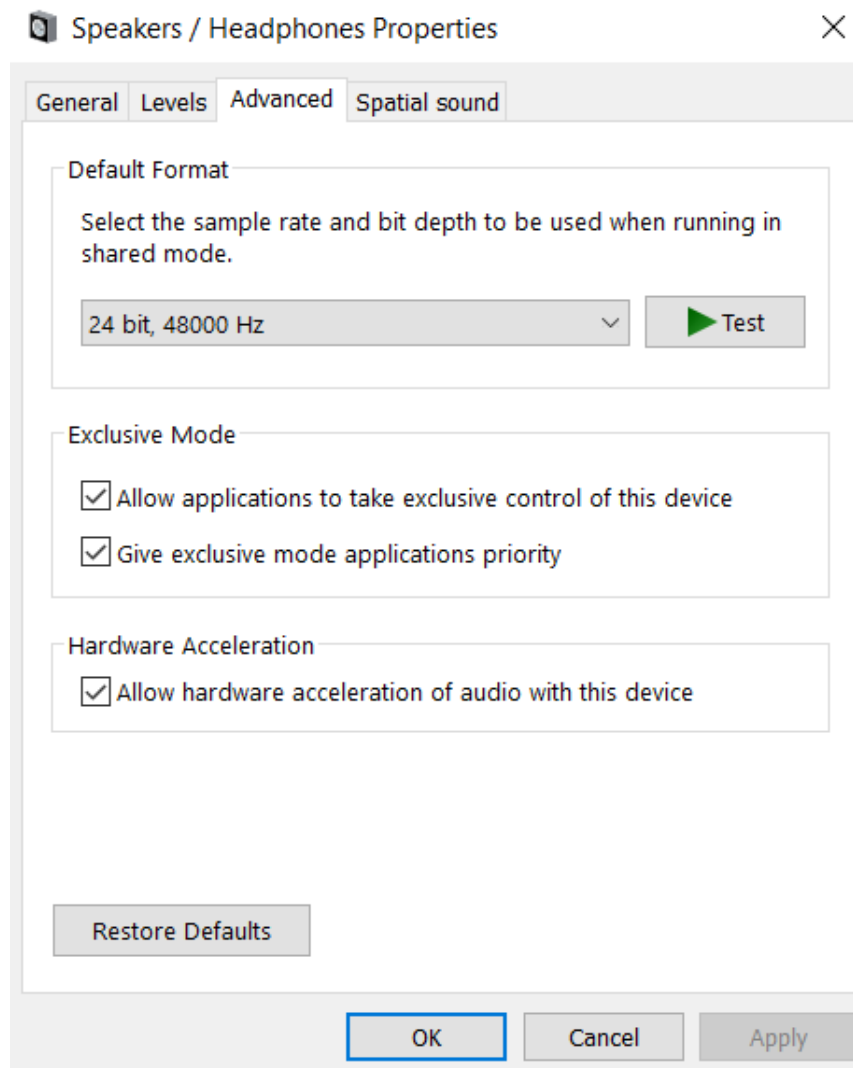 Speakers / Headphones Properties
General Levels Advanced Spatial sound
Default Format
Select the sample rate and bit depth to be used when running in
shared mode.
24 bit, 48000 Hz Test
Exclusive Mode
Allow applications to take exclusive control of this device
Give exclusive mode applications priority
Hardware Acceleration
Allow hardware acceleration of audio with this device
Restore Defaults
OK Cancel Apply